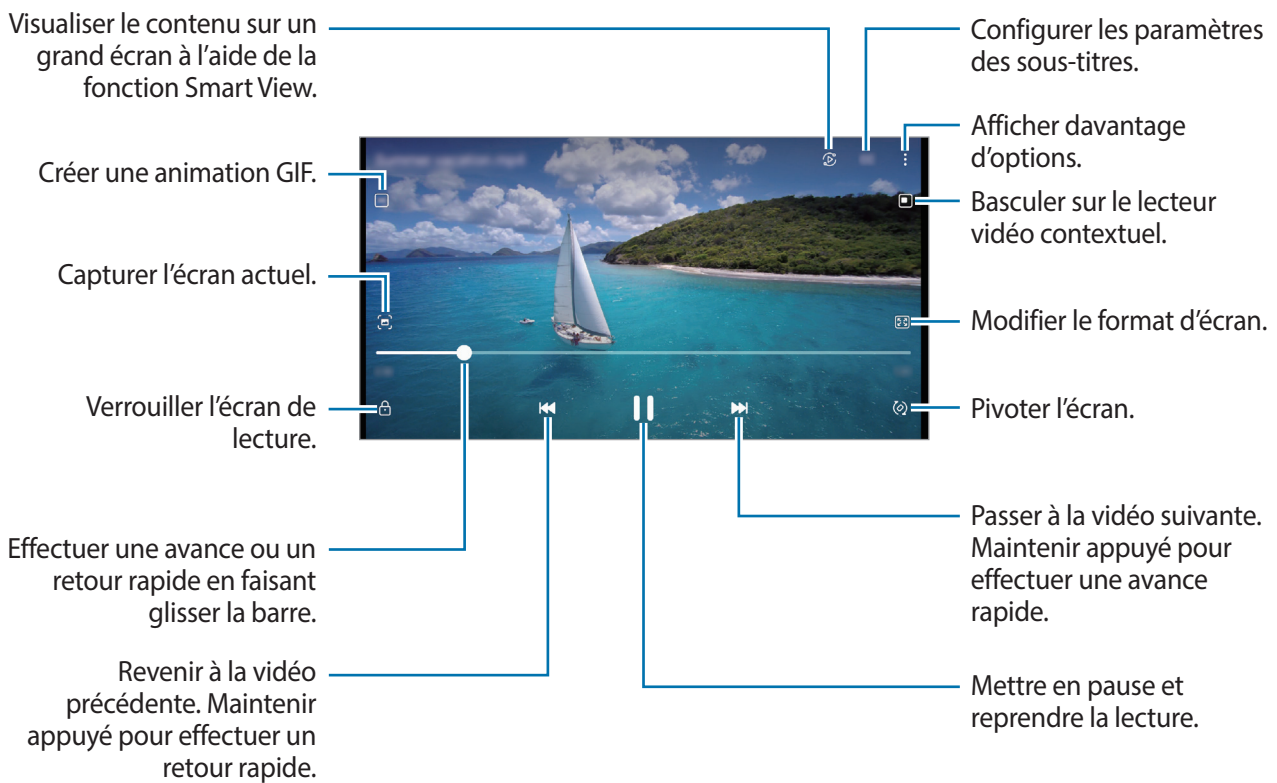 Visualiser le contenu sur un
grand écran à l’aide de la
fonction Smart View.
Configurer les paramètres
des sous-titres.
Afficher davantage
d’options.
Créer une animation GIF.
Basculer sur le lecteur
vidéo contextuel.
Capturer l’écran actuel.
Modifier le format d’écran.
Verrouiller l’écran de
lecture.
Pivoter l’écran.
Effectuer une avance ou un
retour rapide en faisant
glisser la barre.
Passer à la vidéo suivante.
Maintenir appuyé pour
effectuer une avance
rapide.
Revenir à la vidéo
précédente. Maintenir
appuyé pour effectuer un
retour rapide.
Mettre en pause et
reprendre la lecture.